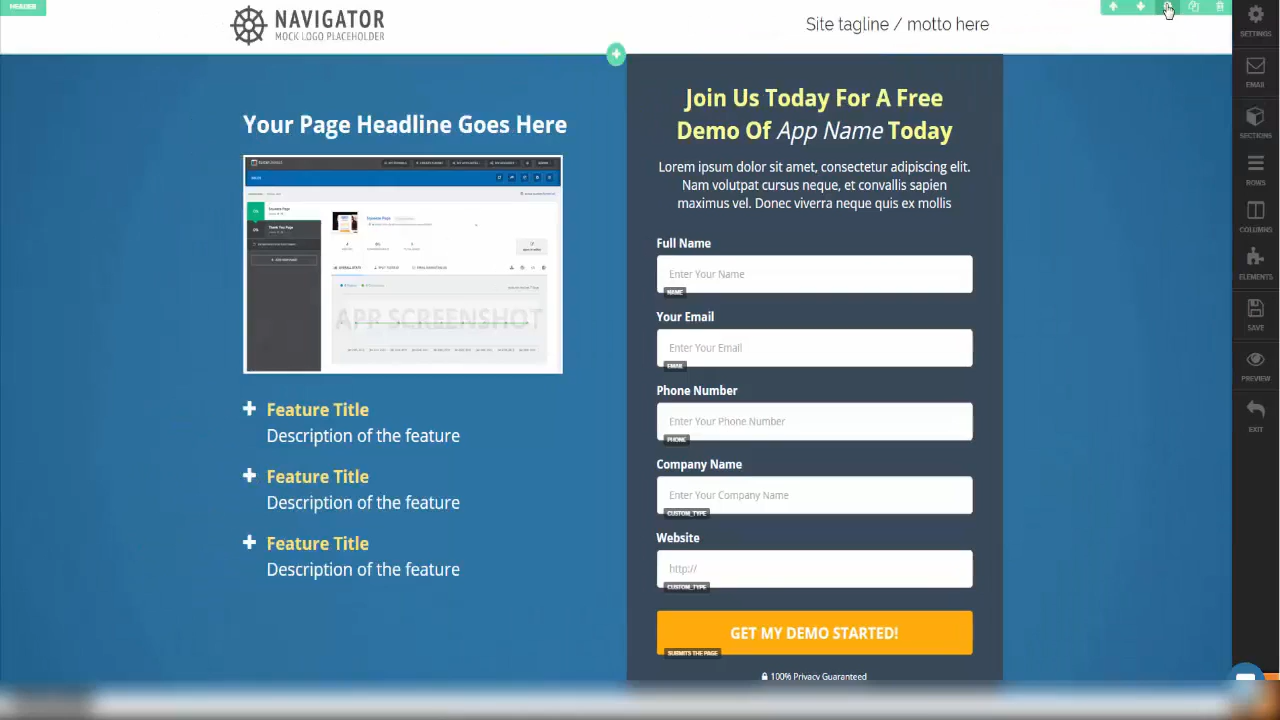 HEADER
NAVIGATOR
MOCK LOGO PLACEHOLDER
Site tagline / motto here
Your Page Headline Goes Here
APP SCREENSHOT
Feature Title
Description of the feature
Feature Title
Description of the feature
Feature Title
Description of the feature
Join Us Today For A Free
Demo Of App Name Today
Lorem ipsum dolor sit amet, consectetur adipiscing elit.
Nam volutpat cursus neque, et convallis sapien
maximus vel. Donec viverra neque quis ex mollis
Full Name
Enter Your Name
NAME
Your Email
Enter Your Email
EMAIL
Phone Number
Enter Your Phone Number
PHONE
Company Name
Enter Your Company Name
CUSTOM_TYPE
Website
http://
CUSTOM_TYPE
GET MY DEMO STARTED!
SUBMITS THE PAGE
100% Privacy Guaranteed
SETTINGS
EMAIL
SECTIONS
ROWS
COLUMNS
ELEMENTS
SAVE
PREVIEW
EXIT